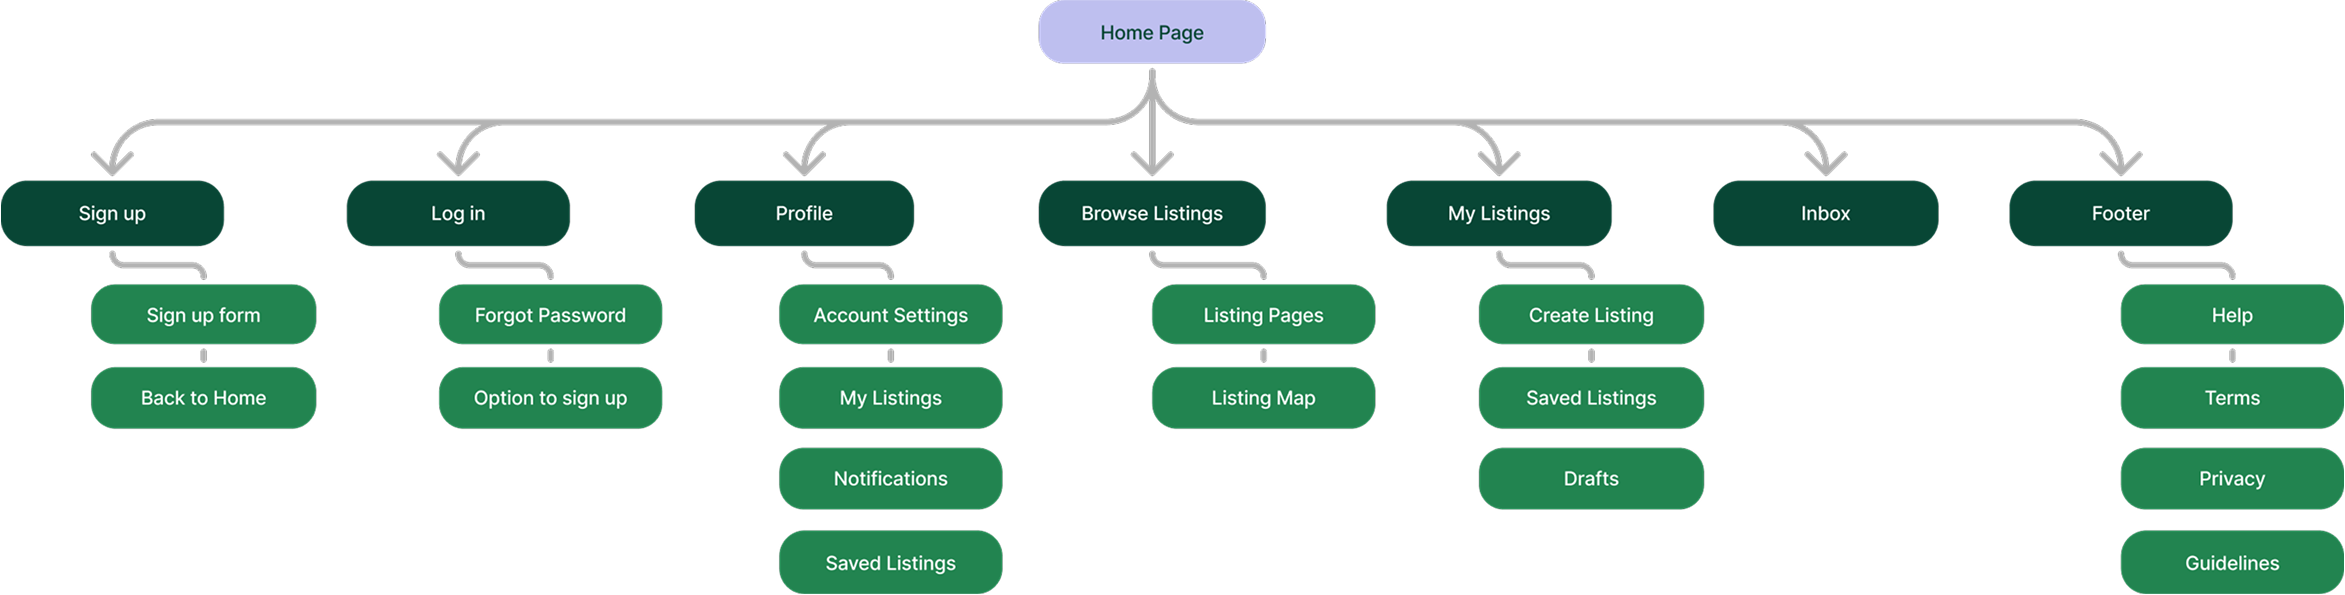 Home Page
Sign up
Log in
Profile
Browse Listings
My Listings
Inbox
Footer
Sign up form
Forgot Password
Account Settings
Listing Pages
Create Listing
Help
Back to Home
Option to sign up
My Listings
Listing Map
Saved Listings
Terms
Notifications
Drafts
Privacy
Saved Listings
Guidelines